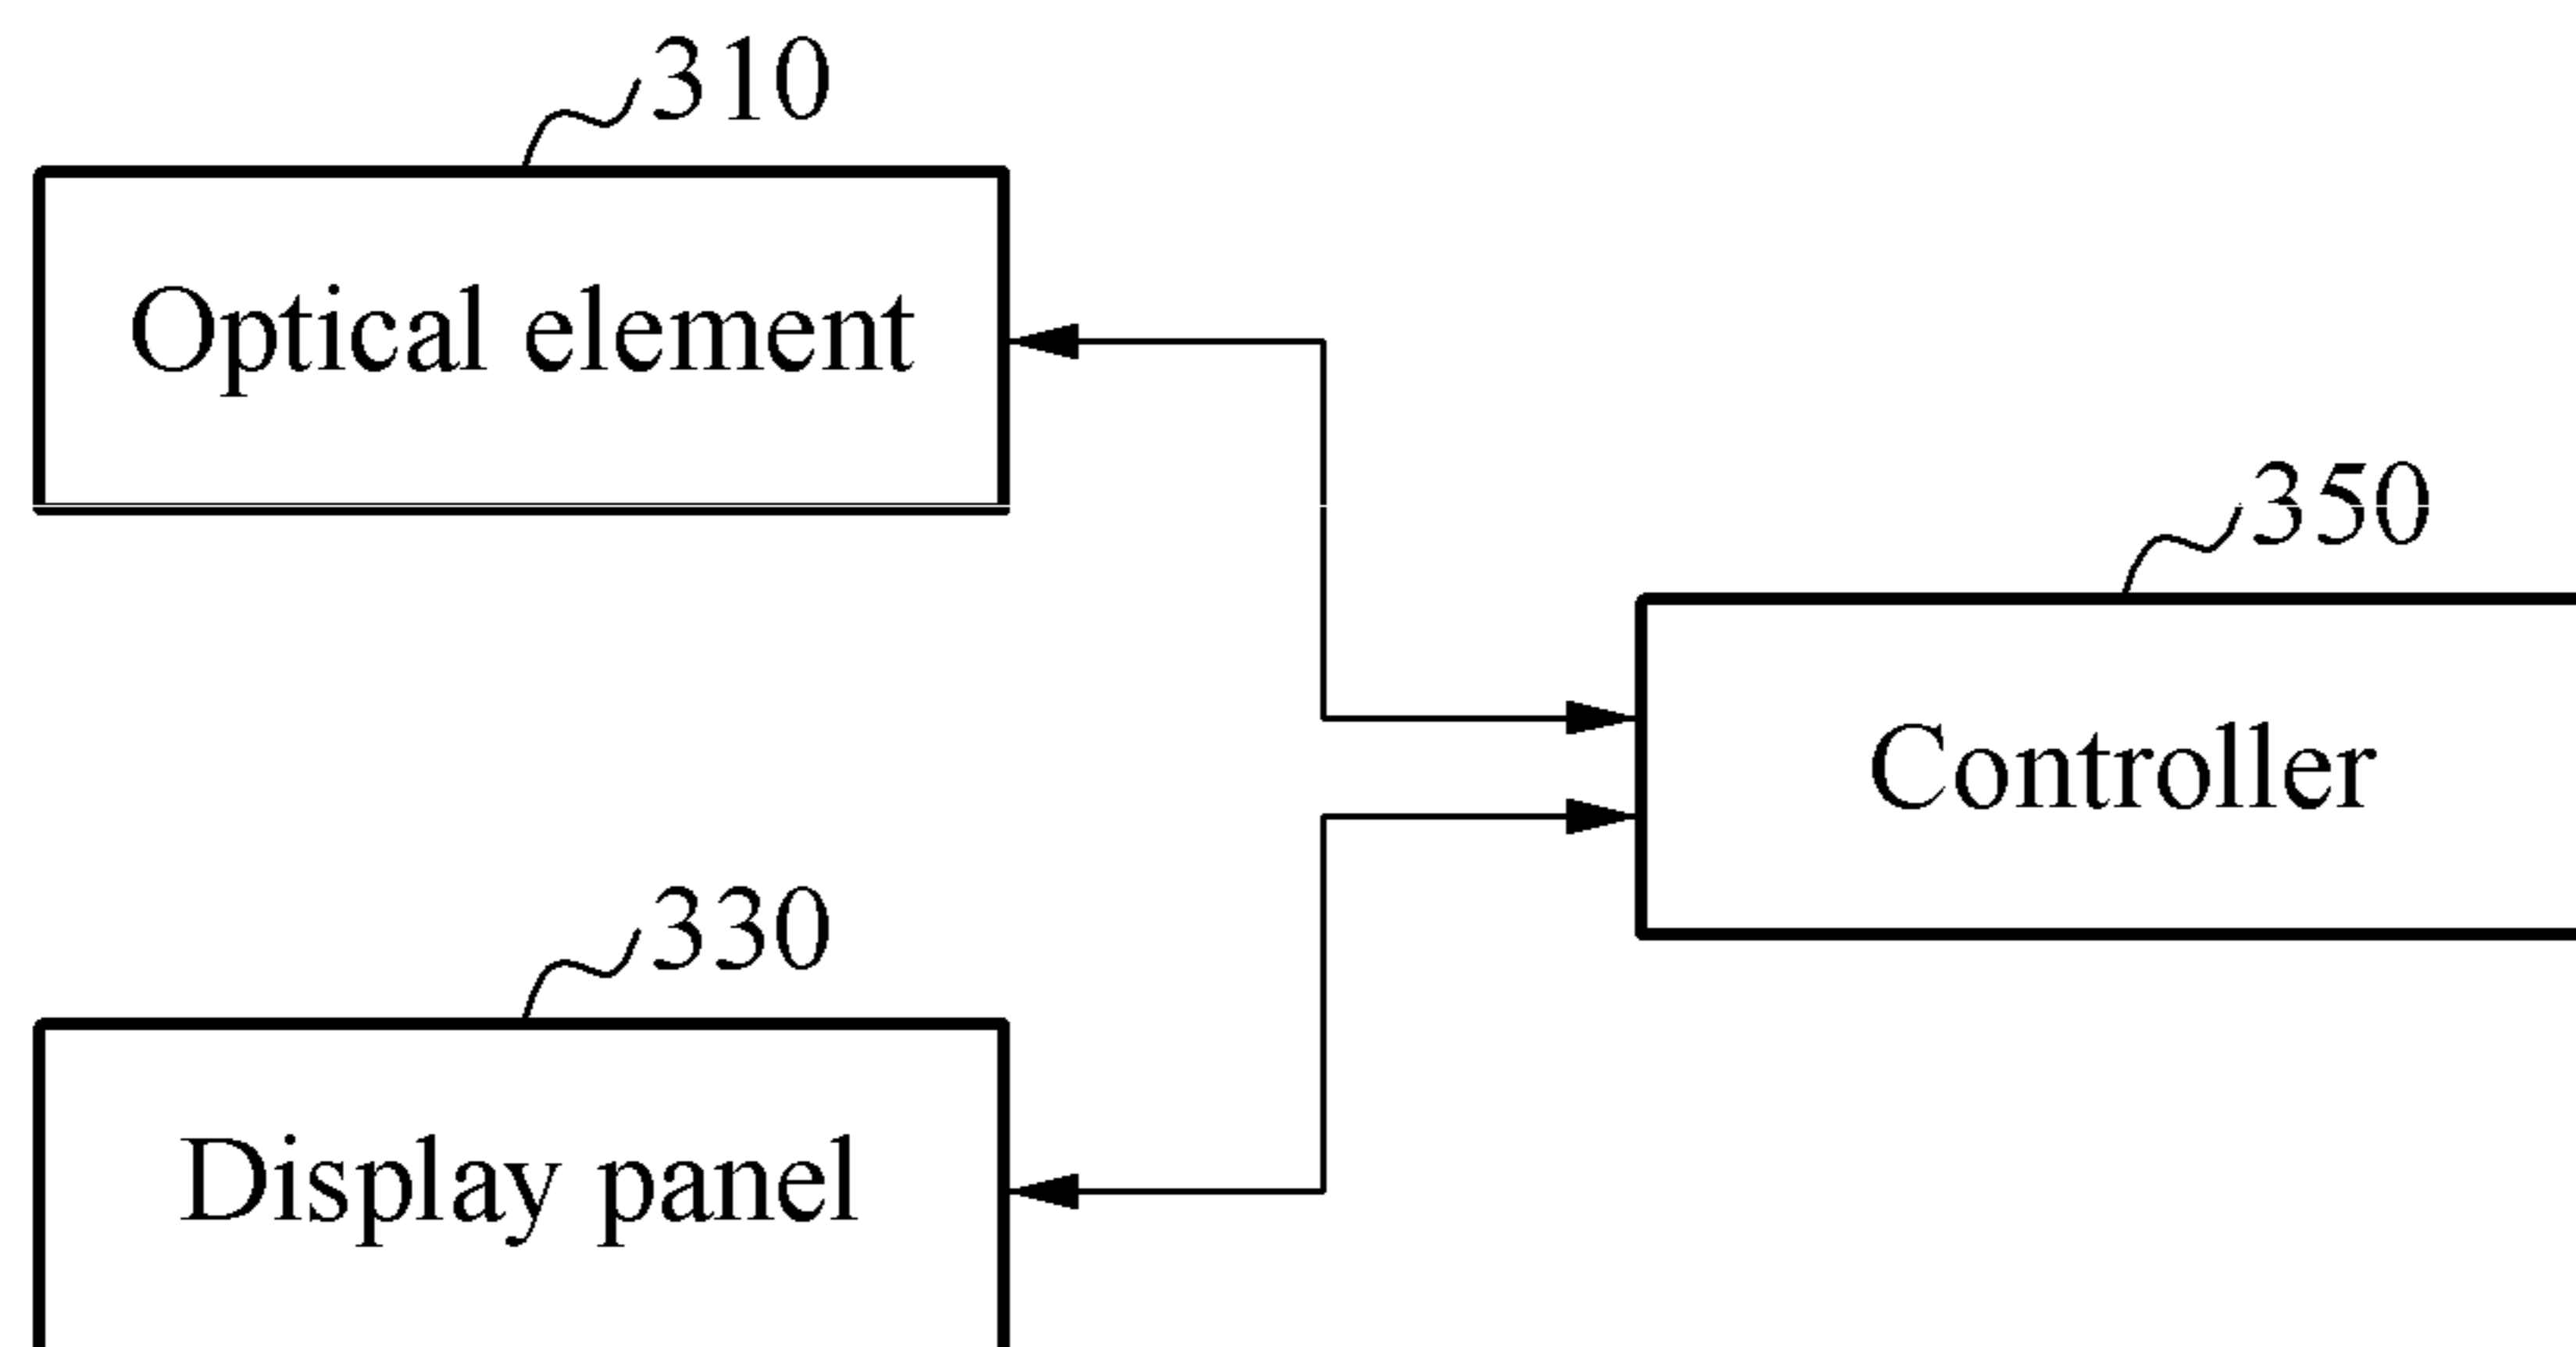 310
Optical element
350
Controller
330
Display panel